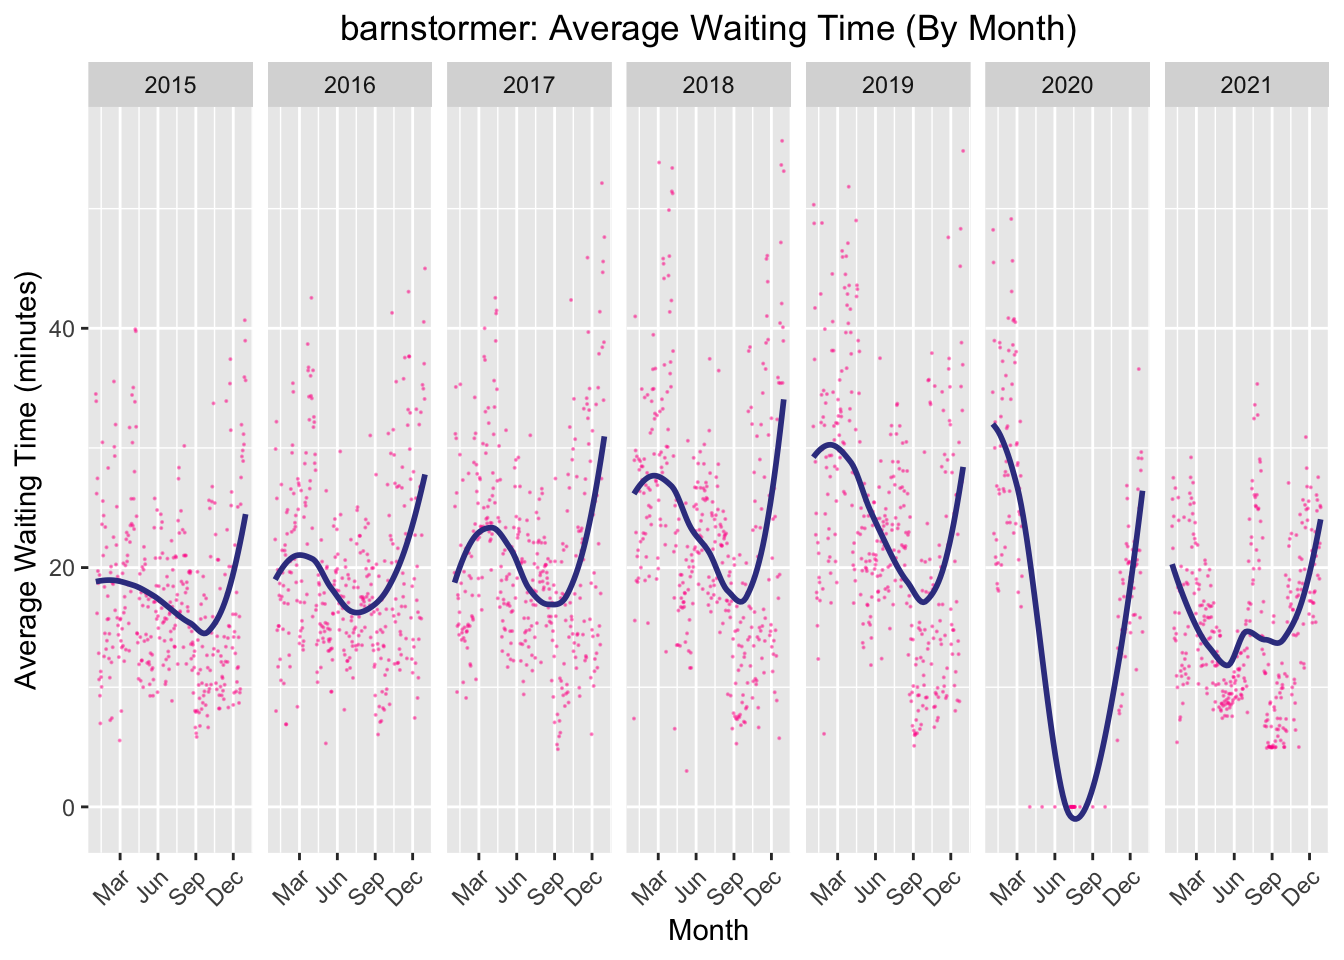 barnstormer: Average Waiting Time (By Month)
2015 2016 2017 2018 2019 2020 2021
Average Waiting Time (minutes)
40
20
0
Mar Jun Sep Dec Mar Jun Sep Dec Mar Jun Sep Dec Mar Jun Sep Dec Mar Jun Sep Dec Mar Jun Sep Dec Mar Jun Sep Dec
Month